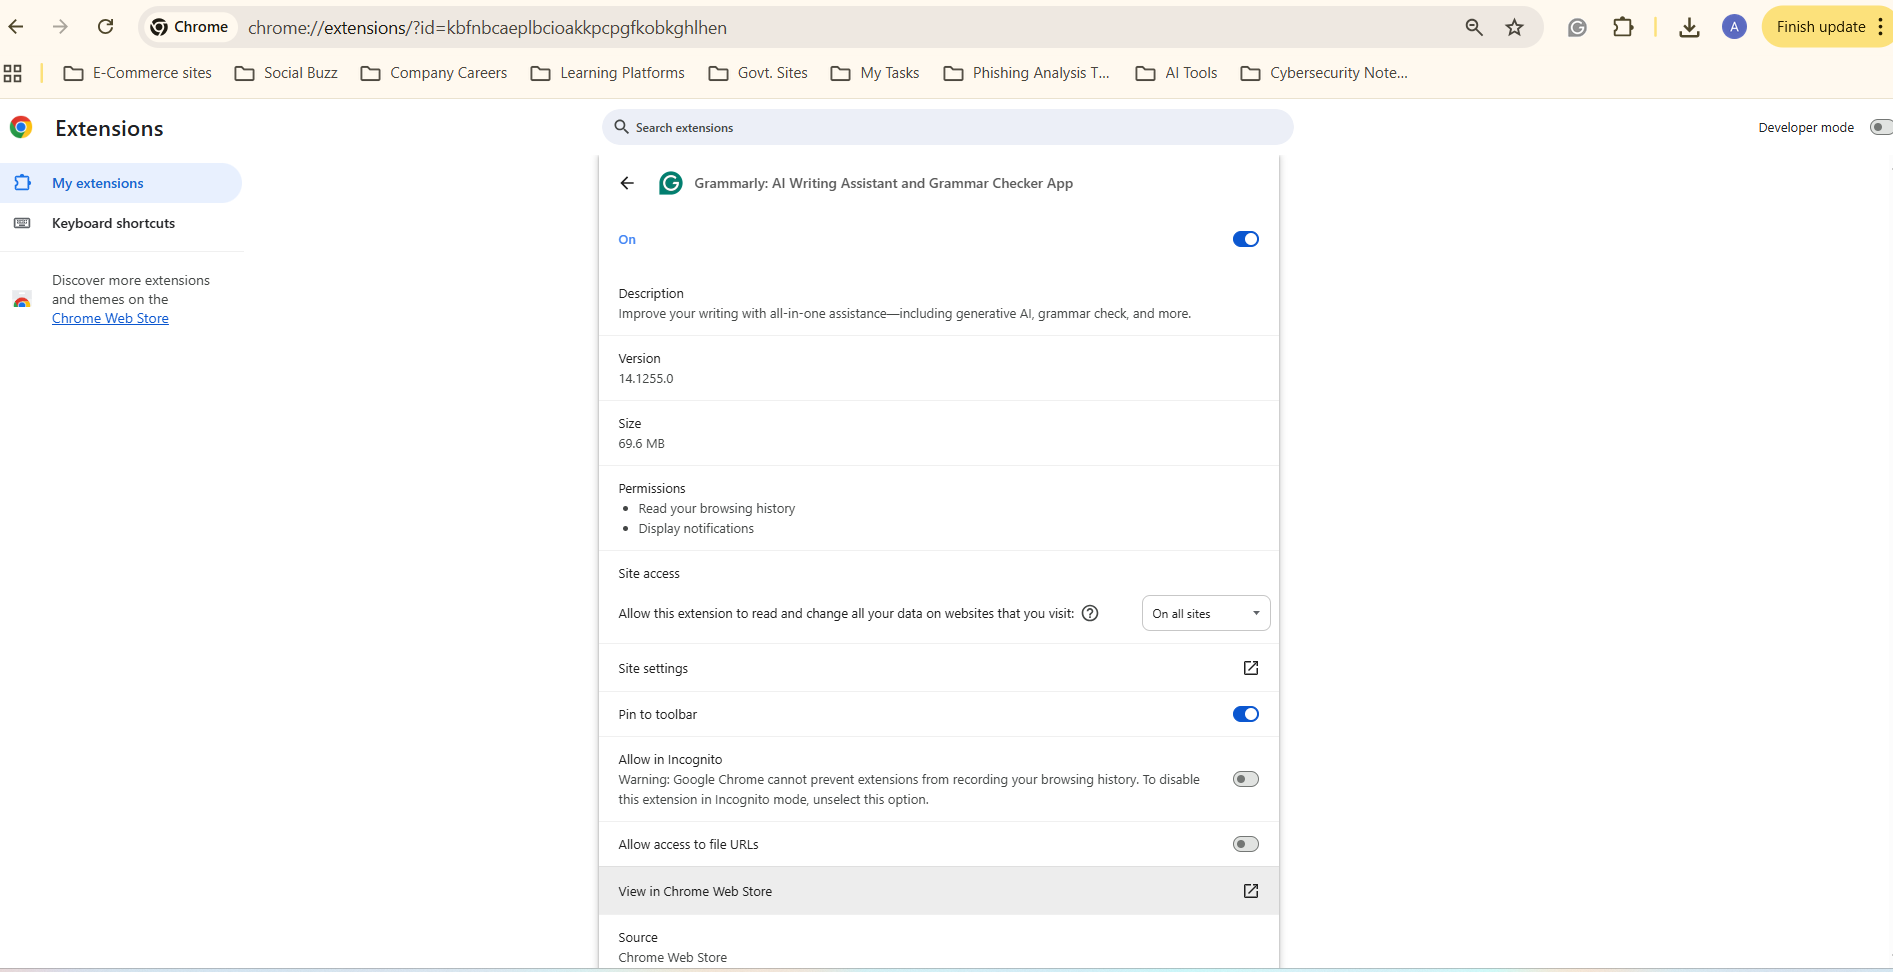 Chrome
chrome://extensions/?id=kbfnbcaeplbcioakkpcpgfkobkghlhen
A
Finish update
E-Commerce sites
Social Buzz
Company Careers
Learning Platforms
Govt. Sites
My Tasks
Phishing Analysis T...
AI Tools
Cybersecurity Note...
Extensions
Search extensions
Developer mode
My extensions
Keyboard shortcuts
Discover more extensions
and themes on the
Chrome Web Store
Grammarly: AI Writing Assistant and Grammar Checker App
On
Description
Improve your writing with all-in-one assistance—including generative AI, grammar check, and more.
Version
14.1255.0
Size
69.6 MB
Permissions
• Read your browsing history
• Display notifications
Site access
Allow this extension to read and change all your data on websites that you visit:
On all sites
Site settings
Pin to toolbar
Allow in Incognito
Warning: Google Chrome cannot prevent extensions from recording your browsing history. To disable
this extension in Incognito mode, unselect this option.
Allow access to file URLs
View in Chrome Web Store
Source
Chrome Web Store